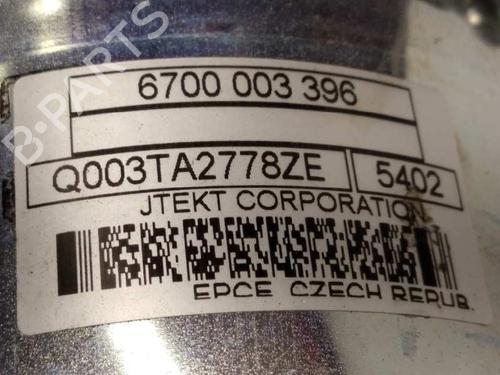 6700 003 396
Q003TA2778ZE 5402
JTEKT CORPORATION
EPCE CZECH REPUB.
B-PARTS